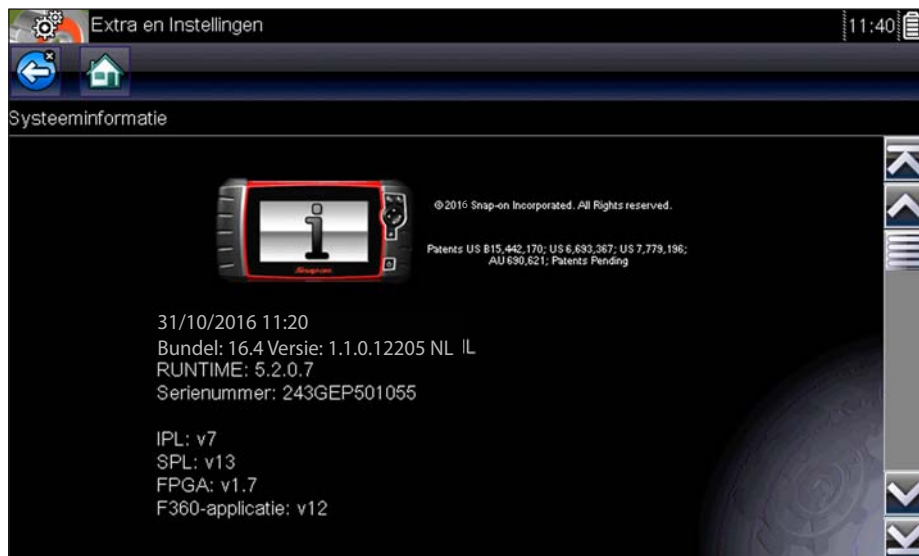 Extra en Instellingen
11:40
Systeeminformatie
©2016 Snap-on Incorporated. All Rights reserved.
Patents US B15,442,170; US 6,693,367; US 7,779,196;
AU 690,621; Patents Pending
i
Snap-on
31/10/2016 11:20
Bundel: 16.4 Versie: 1.1.0.12205 NL IL
RUNTIME: 5.2.0.7
Serienummer: 243GEP501055
IPL: v7
SPL: v13
FPGA: v1.7
F360-applicatie: v12